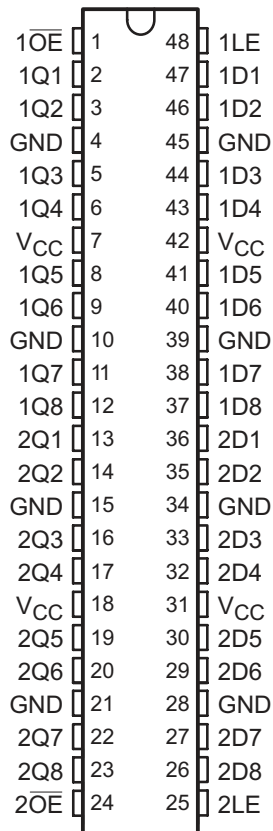 1O̅E̅ 1 48 1LE
1Q1 2 47 1D1
1Q2 3 46 1D2
GND 4 45 GND
1Q3 5 44 1D3
1Q4 6 43 1D4
VCC 7 42 VCC
1Q5 8 41 1D5
1Q6 9 40 1D6
GND 10 39 GND
1Q7 11 38 1D7
1Q8 12 37 1D8
2Q1 13 36 2D1
2Q2 14 35 2D2
GND 15 34 GND
2Q3 16 33 2D3
2Q4 17 32 2D4
VCC 18 31 VCC
2Q5 19 30 2D5
2Q6 20 29 2D6
GND 21 28 GND
2Q7 22 27 2D7
2Q8 23 26 2D8
2O̅E̅ 24 25 2LE